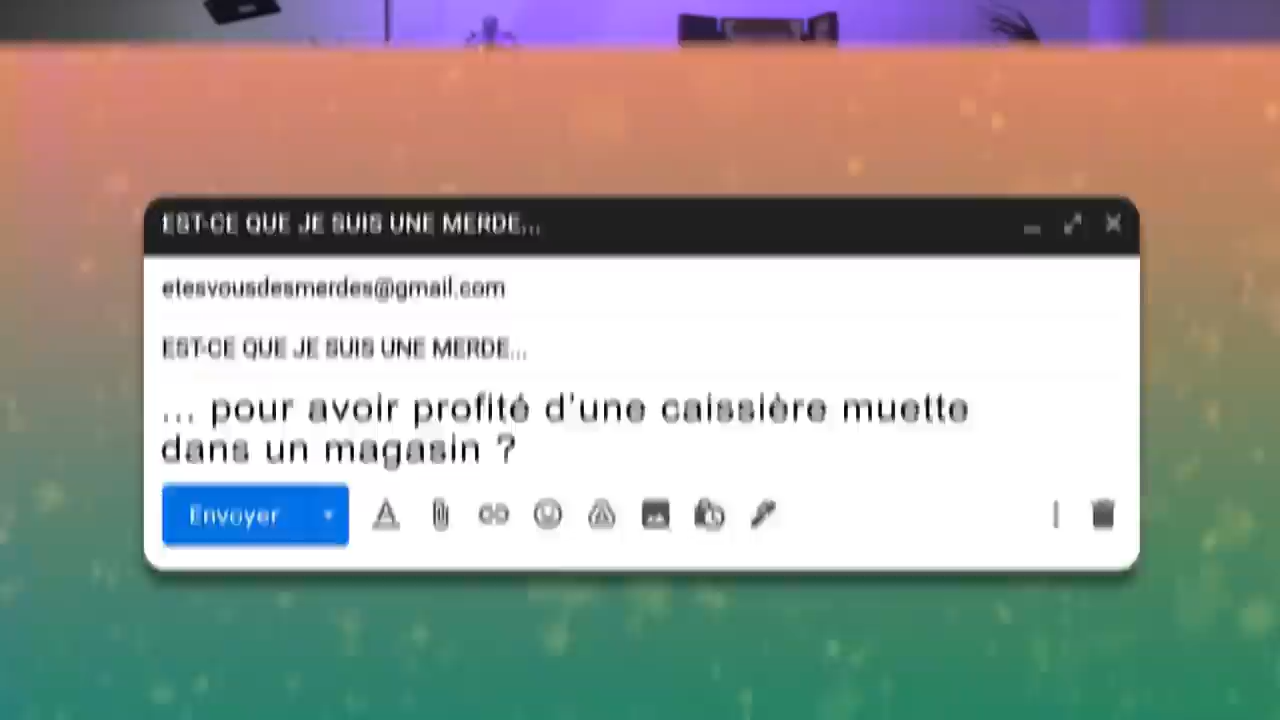 EST-CE QUE JE SUIS UNE MERDE...
etesvousdesmerdes@gmail.com
EST-CE QUE JE SUIS UNE MERDE...
... pour avoir profité d'une caissière muette
dans un magasin ?
Envoyer